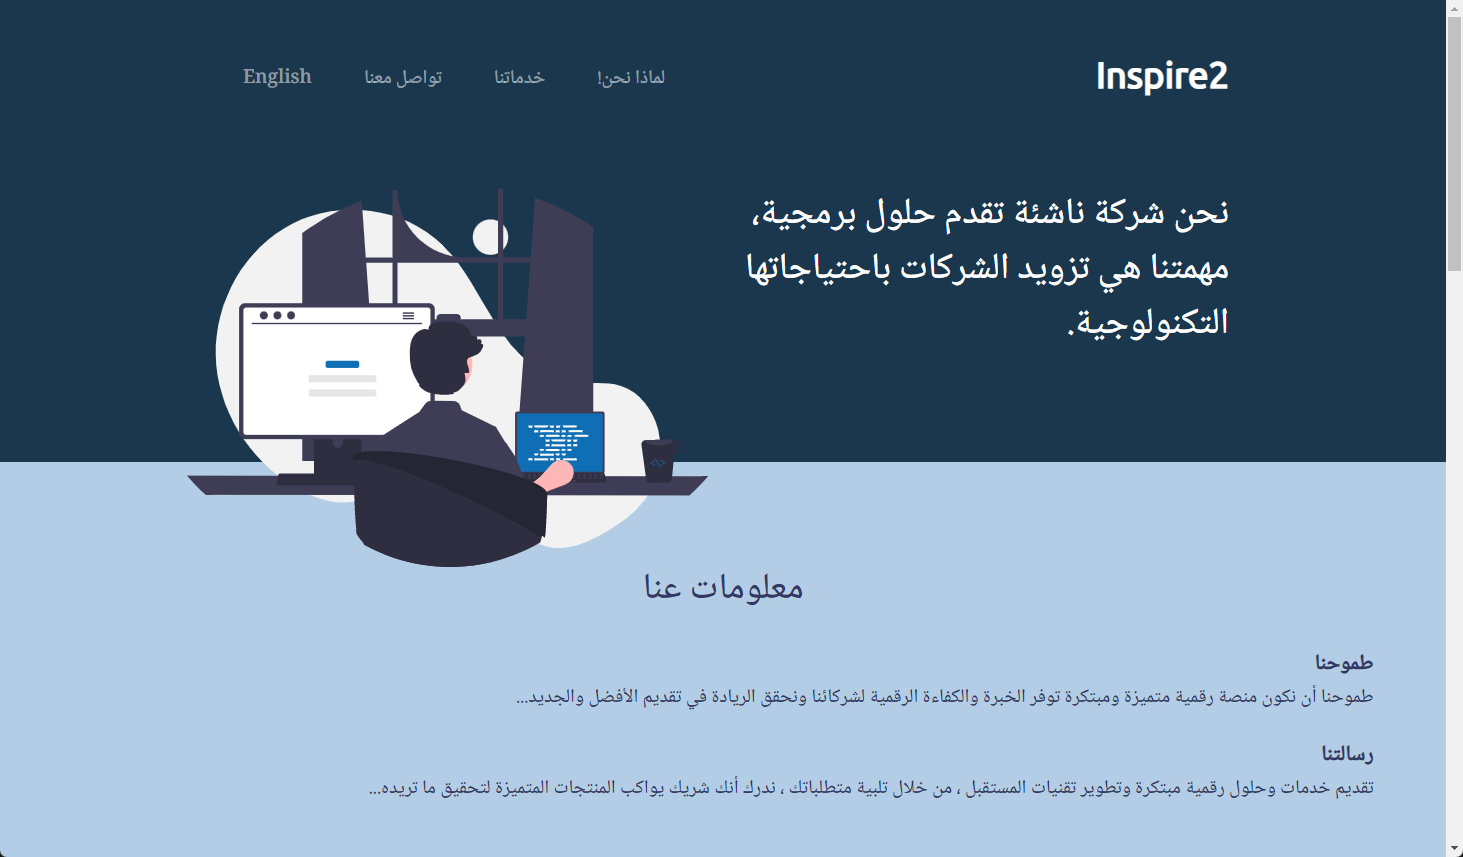 Inspire2
لماذا نحن!
خدماتنا
تواصل معنا
English
نحن شركة ناشئة تقدم حلول برمجية،
مهمتنا هي تزويد الشركات باحتياجاتها
التكنولوجية.
معلومات عنا
طموحنا
طموحنا أن نكون منصة رقمية متميزة ومبتكرة توفر الخبرة والكفاءة الرقمية لشركائنا ونحقق الريادة في تقديم الأفضل والجديد...
رسالتنا
تقديم خدمات وحلول رقمية مبتكرة وتطوير تقنيات المستقبل ، من خلال تلبية متطلباتك ، ندرك أنك شريك يواكب المنتجات المتميزة لتحقيق ما تريده...